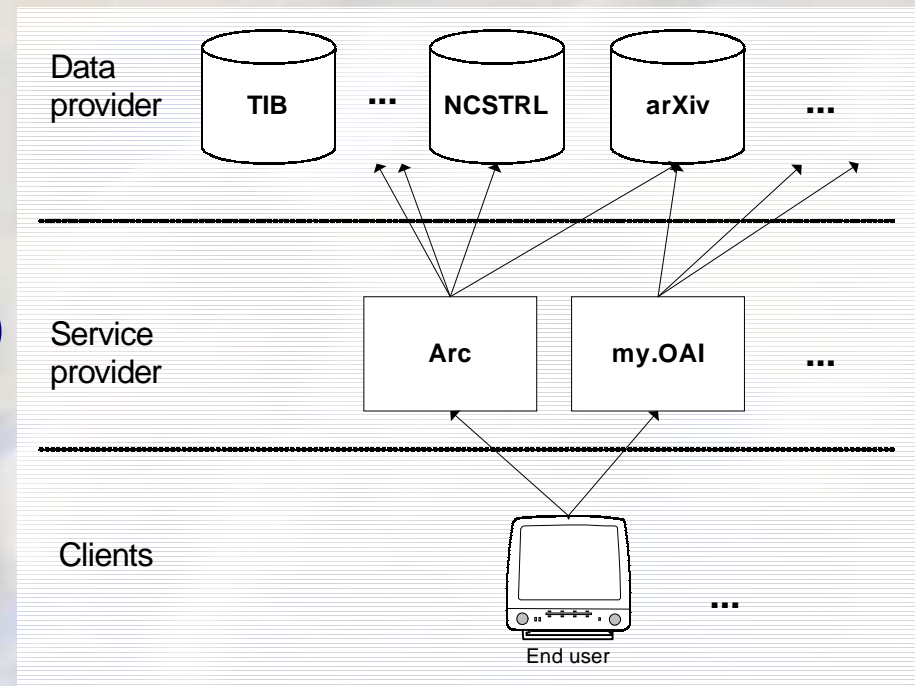 Data
provider
TIB ... NCSTRL arXiv ...
Service
provider
Arc my.OAI ...
Clients
...
End user